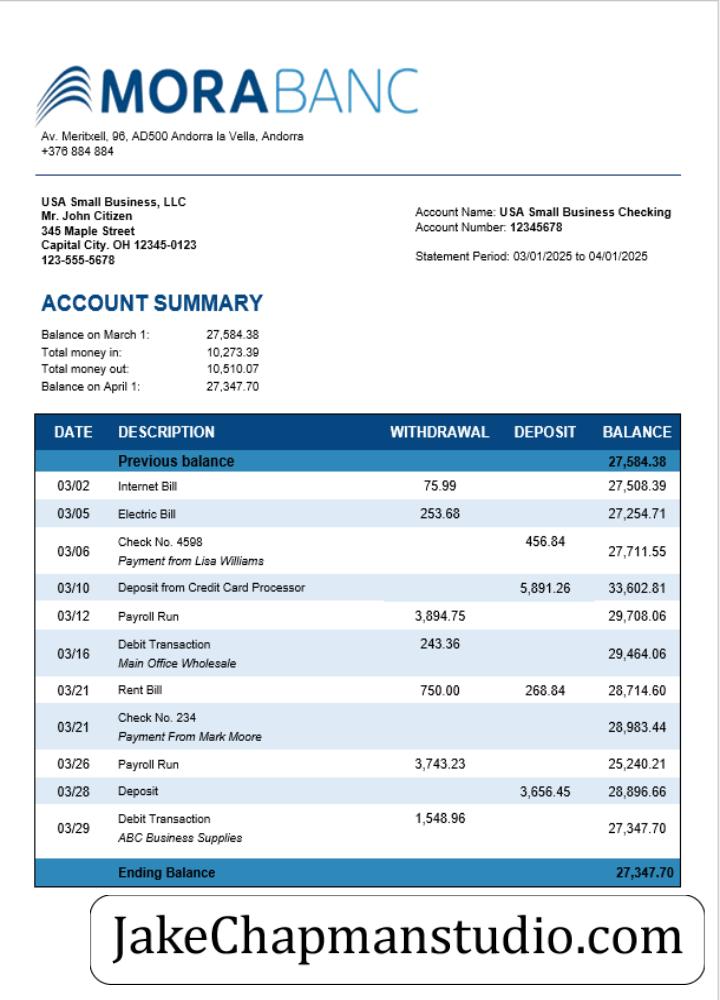 MORABANC
Av. Meritxell, 96, AD500 Andorra la Vella, Andorra
+376 884 884
USA Small Business, LLC
Mr. John Citizen
345 Maple Street
Capital City. OH 12345-0123
123-555-5678
Account Name: USA Small Business Checking
Account Number: 12345678
Statement Period: 03/01/2025 to 04/01/2025
ACCOUNT SUMMARY
Balance on March 1: 27,584.38
Total money in: 10,273.39
Total money out: 10,510.07
Balance on April 1: 27,347.70
DATE DESCRIPTION WITHDRAWAL DEPOSIT BALANCE
Previous balance 27,584.38
03/02 Internet Bill 75.99 27,508.39
03/05 Electric Bill 253.68 27,254.71
03/06 Check No. 4598 456.84 27,711.55
Payment from Lisa Williams
03/10 Deposit from Credit Card Processor 5,891.26 33,602.81
03/12 Payroll Run 3,894.75 29,708.06
03/16 Debit Transaction 243.36 29,464.06
Main Office Wholesale
03/21 Rent Bill 750.00 268.84 28,714.60
03/21 Check No. 234 28,983.44
Payment From Mark Moore
03/26 Payroll Run 3,743.23 25,240.21
03/28 Deposit 3,656.45 28,896.66
03/29 Debit Transaction 1,548.96 27,347.70
ABC Business Supplies
Ending Balance 27,347.70
JakeChapmanstudio.com